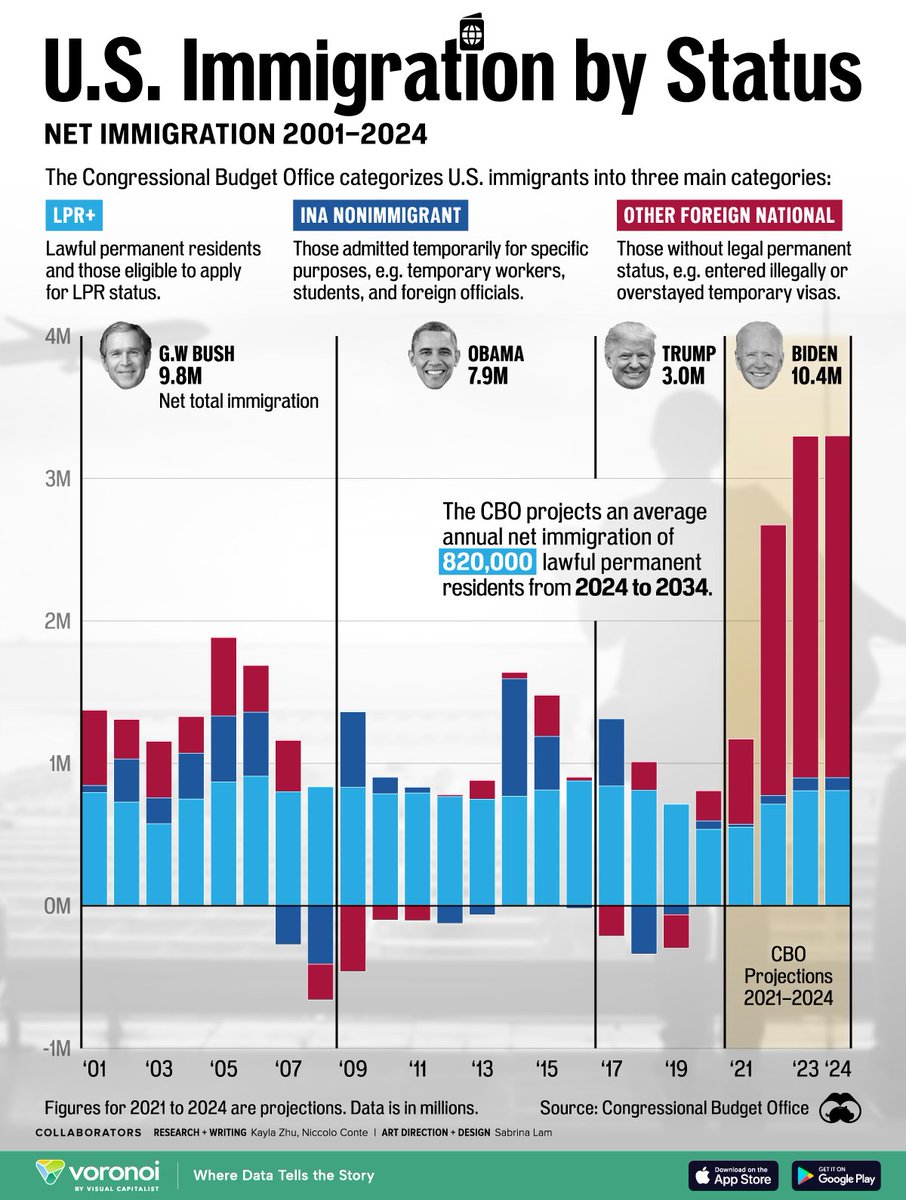 U.S. Immigration by Status
NET IMMIGRATION 2001–2024
The Congressional Budget Office categorizes U.S. immigrants into three main categories:
LPR+
Lawful permanent residents
and those eligible to apply
for LPR status.
INA NONIMMIGRANT
Those admitted temporarily for specific
purposes, e.g. temporary workers,
students, and foreign officials.
OTHER FOREIGN NATIONAL
Those without legal permanent
status, e.g. entered illegally or
overstayed temporary visas.
4M
G.W BUSH
9.8M
Net total immigration
OBAMA
7.9M
TRUMP
3.0M
BIDEN
10.4M
3M
The CBO projects an average
annual net immigration of
820,000 lawful permanent
residents from 2024 to 2034.
2M
1M
0M
CBO
Projections
2021–2024
-1M
‘01 ‘03 ‘05 ‘07 ‘09 ‘11 ‘13 ‘15 ‘17 ‘19 ‘21 ‘23 ‘24
Figures for 2021 to 2024 are projections. Data is in millions.
Source: Congressional Budget Office
COLLABORATORS RESEARCH + WRITING Kayla Zhu, Niccolo Conte | ART DIRECTION + DESIGN Sabrina Lam
voronoi
BY VISUAL CAPITALIST
Where Data Tells the Story
Download on the
App Store
GET IT ON
Google Play